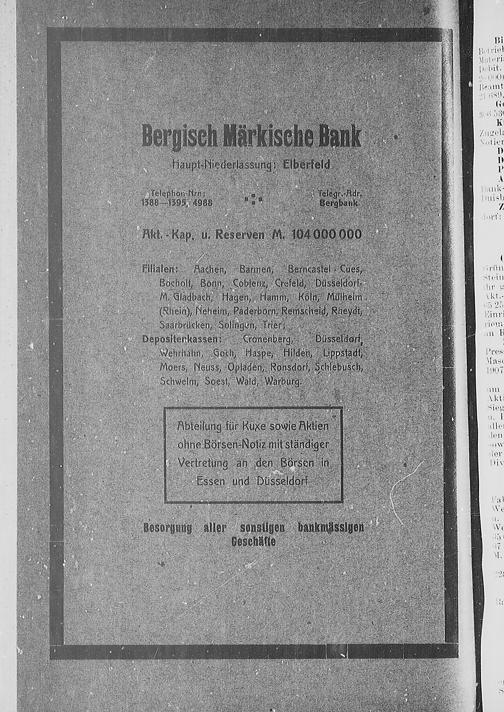 Bergisch Märkische Bank
Haupt-Niederlassung: Elberfeld
Telephon-Nrn:
1388—1395, 4988
Telegr.-Adr.
Bergbank
Akt.-Kap. u. Reserven M. 104 000 000
Filialen: Aachen, Barmen, Berncastel-Cues,
Bocholt, Bonn, Coblenz, Crefeld, Düsseldorf,
M. Gladbach, Hagen, Hamm, Köln, Mülheim
(Rhein), Neheim, Paderborn, Remscheid, Rheydt,
Saarbrücken, Solingen, Trier;
Depositenkassen: Cronenberg, Düsseldorf,
Wehrhahn, Goch, Haspe, Hilden, Lippstadt,
Moers, Neuss, Opladen, Ronsdorf, Schlebusch,
Schwelm, Soest, Wald, Warburg.
Abteilung für Kuxe sowie Aktien
ohne Börsen-Notiz mit ständiger
Vertretung an den Börsen in
Essen und Düsseldorf
Besorgung aller sonstigen bankmässigen
Geschäfte